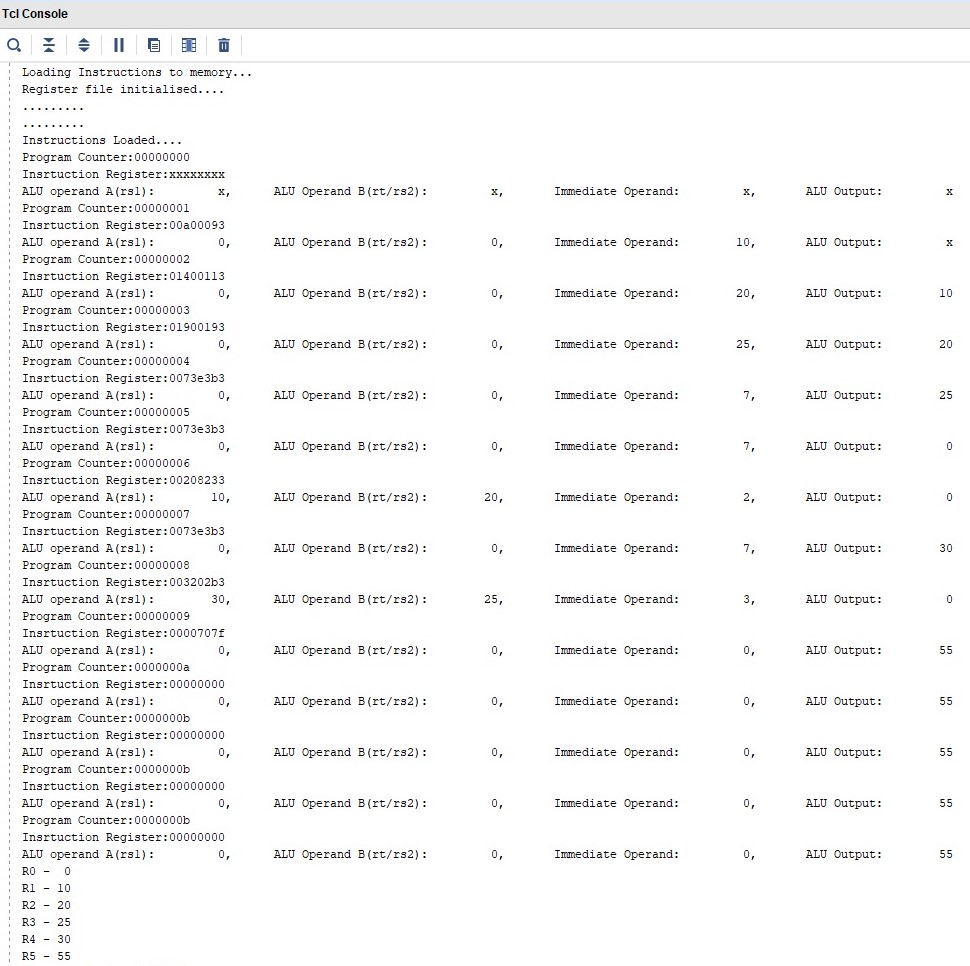 Tcl Console
Loading Instructions to memory...
Register file initialised....
.........
.........
Instructions Loaded....
Program Counter:00000000
Insrtuction Register:xxxxxxxx
ALU operand A(rs1): x, ALU Operand B(rt/rs2): x, Immediate Operand: x, ALU Output: x
Program Counter:00000001
Insrtuction Register:00a00093
ALU operand A(rs1): 0, ALU Operand B(rt/rs2): 0, Immediate Operand: 10, ALU Output: x
Program Counter:00000002
Insrtuction Register:01400113
ALU operand A(rs1): 0, ALU Operand B(rt/rs2): 0, Immediate Operand: 20, ALU Output: 10
Program Counter:00000003
Insrtuction Register:01900193
ALU operand A(rs1): 0, ALU Operand B(rt/rs2): 0, Immediate Operand: 25, ALU Output: 20
Program Counter:00000004
Insrtuction Register:0073e3b3
ALU operand A(rs1): 0, ALU Operand B(rt/rs2): 0, Immediate Operand: 7, ALU Output: 25
Program Counter:00000005
Insrtuction Register:0073e3b3
ALU operand A(rs1): 0, ALU Operand B(rt/rs2): 0, Immediate Operand: 7, ALU Output: 0
Program Counter:00000006
Insrtuction Register:00208233
ALU operand A(rs1): 10, ALU Operand B(rt/rs2): 20, Immediate Operand: 2, ALU Output: 0
Program Counter:00000007
Insrtuction Register:0073e3b3
ALU operand A(rs1): 0, ALU Operand B(rt/rs2): 0, Immediate Operand: 7, ALU Output: 30
Program Counter:00000008
Insrtuction Register:003202b3
ALU operand A(rs1): 30, ALU Operand B(rt/rs2): 25, Immediate Operand: 3, ALU Output: 0
Program Counter:00000009
Insrtuction Register:0000707f
ALU operand A(rs1): 0, ALU Operand B(rt/rs2): 0, Immediate Operand: 0, ALU Output: 55
Program Counter:0000000a
Insrtuction Register:00000000
ALU operand A(rs1): 0, ALU Operand B(rt/rs2): 0, Immediate Operand: 0, ALU Output: 55
Program Counter:0000000b
Insrtuction Register:00000000
ALU operand A(rs1): 0, ALU Operand B(rt/rs2): 0, Immediate Operand: 0, ALU Output: 55
Program Counter:0000000b
Insrtuction Register:00000000
ALU operand A(rs1): 0, ALU Operand B(rt/rs2): 0, Immediate Operand: 0, ALU Output: 55
Program Counter:0000000b
Insrtuction Register:00000000
ALU operand A(rs1): 0, ALU Operand B(rt/rs2): 0, Immediate Operand: 0, ALU Output: 55
R0 - 0
R1 - 10
R2 - 20
R3 - 25
R4 - 30
R5 - 55